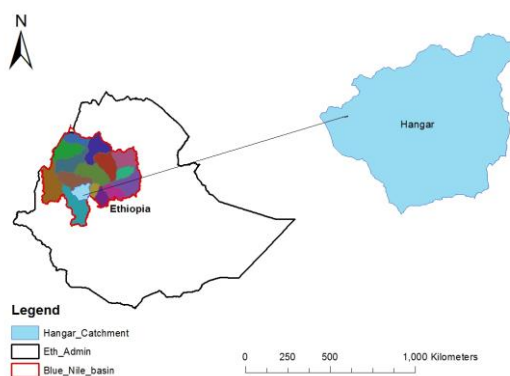 N
Hangar
Ethiopia
Legend
Hangar_Catchment
Eth_Admin
Blue_Nile_basin
0 250 500 1,000 Kilometers